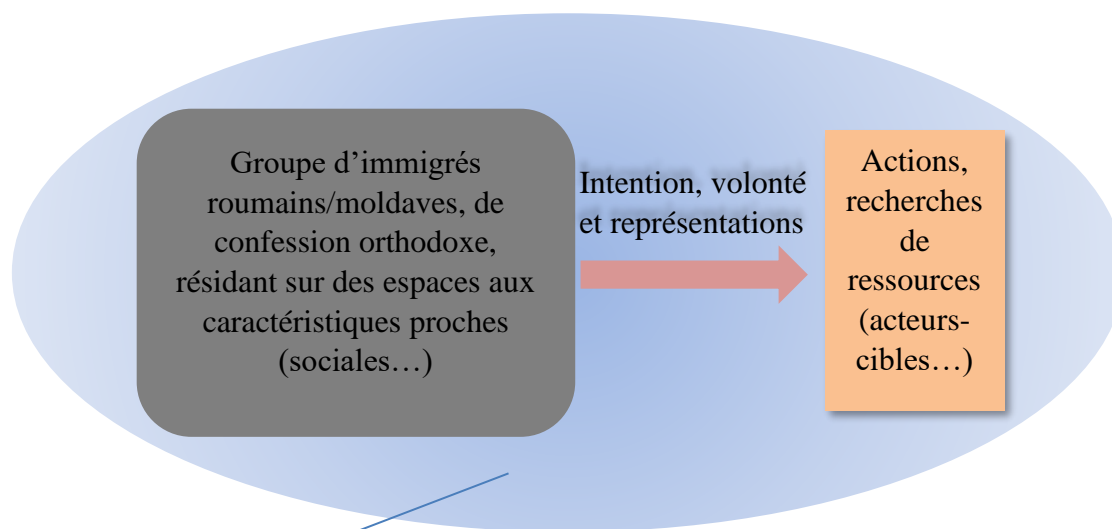 Groupe d’immigrés
roumains/moldaves, de
confession orthodoxe,
résidant sur des espaces aux
caractéristiques proches
(sociales…)
Intention, volonté
et représentations
Actions,
recherches
de
ressources
(acteurs-
cibles…)